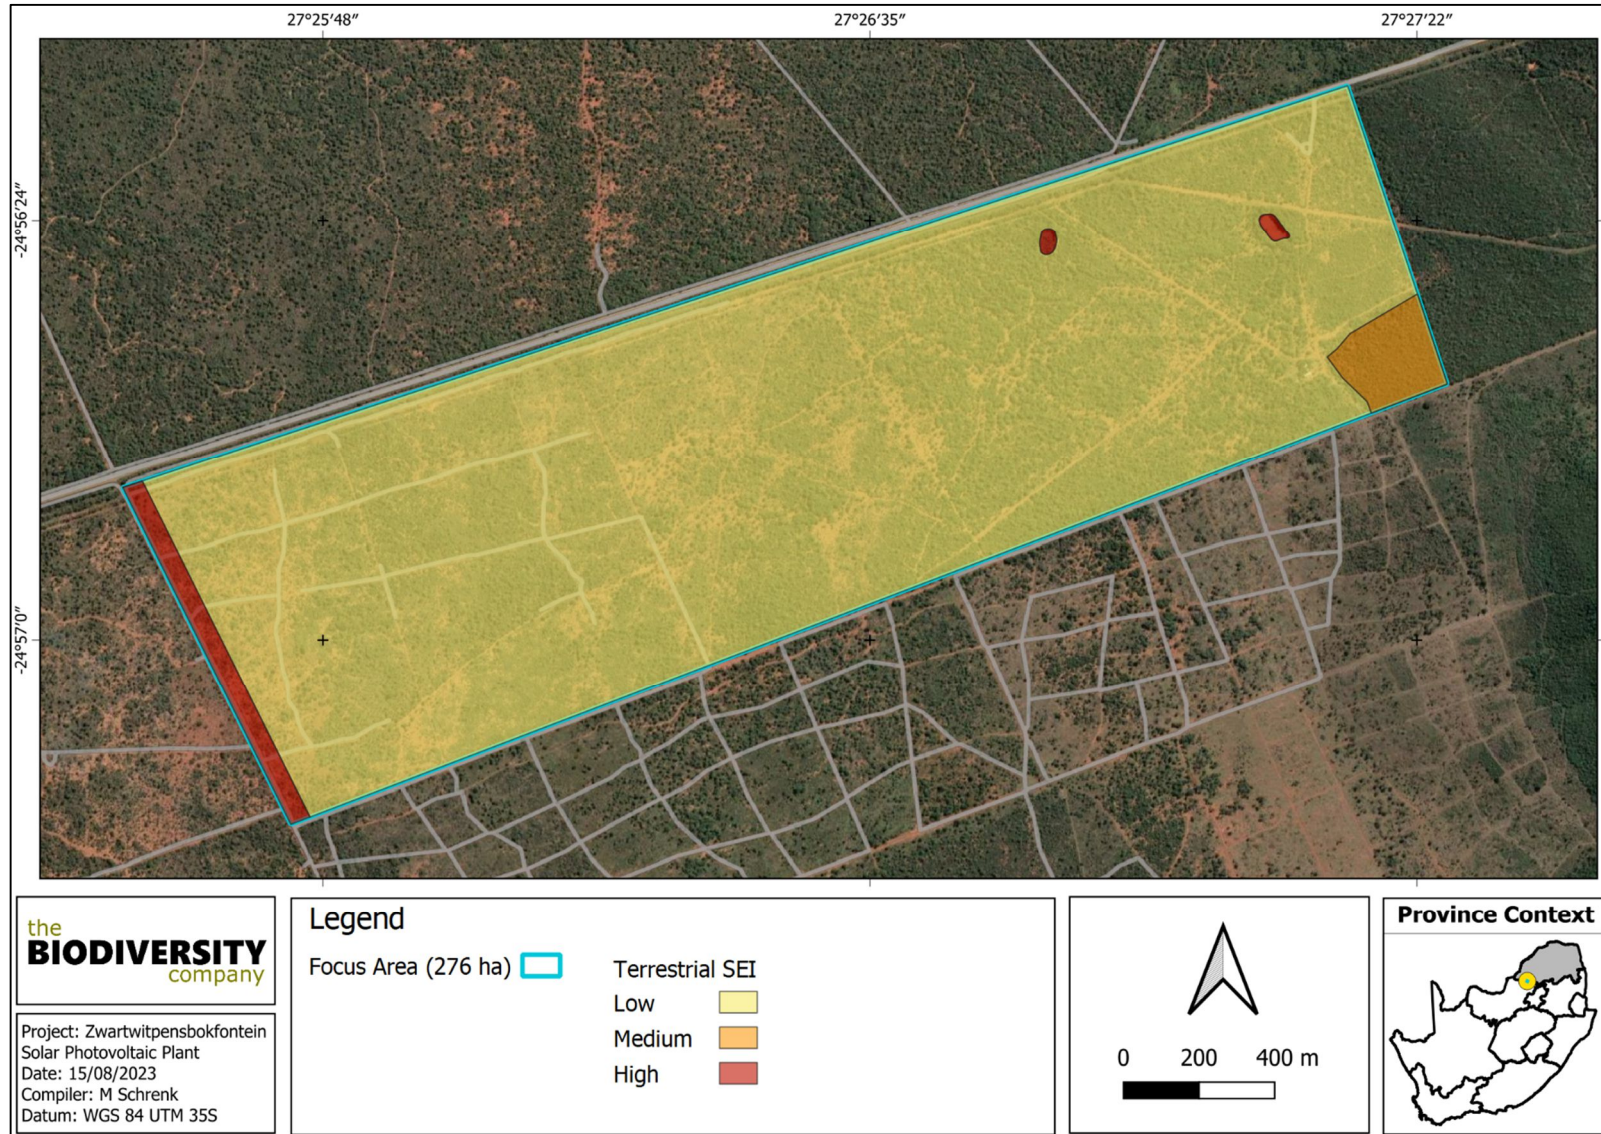 27°25′48″
27°26′35″
27°27′22″
-24°56′24″
-24°57′0″
the
BIODIVERSITY
company
Project: Zwartwitpensbokfontein
Solar Photovoltaic Plant
Date: 15/08/2023
Compiler: M Schrenk
Datum: WGS 84 UTM 35S
Legend
Focus Area (276 ha)
Terrestrial SEI
Low
Medium
High
0 200 400 m
Province Context